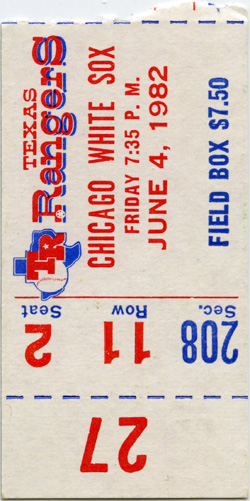 TEXAS
Rangers
TR
CHICAGO WHITE SOX
FRIDAY 7:35 P. M.
JUNE 4, 1982
FIELD BOX $7.50
Sec. Row Seat
208 11 2
27